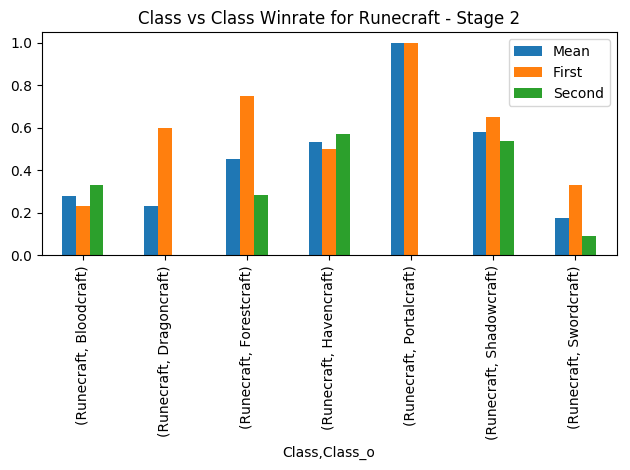 Class vs Class Winrate for Runecraft - Stage 2
1.0
0.8
0.6
0.4
0.2
0.0
Mean
First
Second
(Runecraft, Bloodcraft)
(Runecraft, Dragoncraft)
(Runecraft, Forestcraft)
(Runecraft, Havencraft)
(Runecraft, Portalcraft)
(Runecraft, Shadowcraft)
(Runecraft, Swordcraft)
Class,Class_o